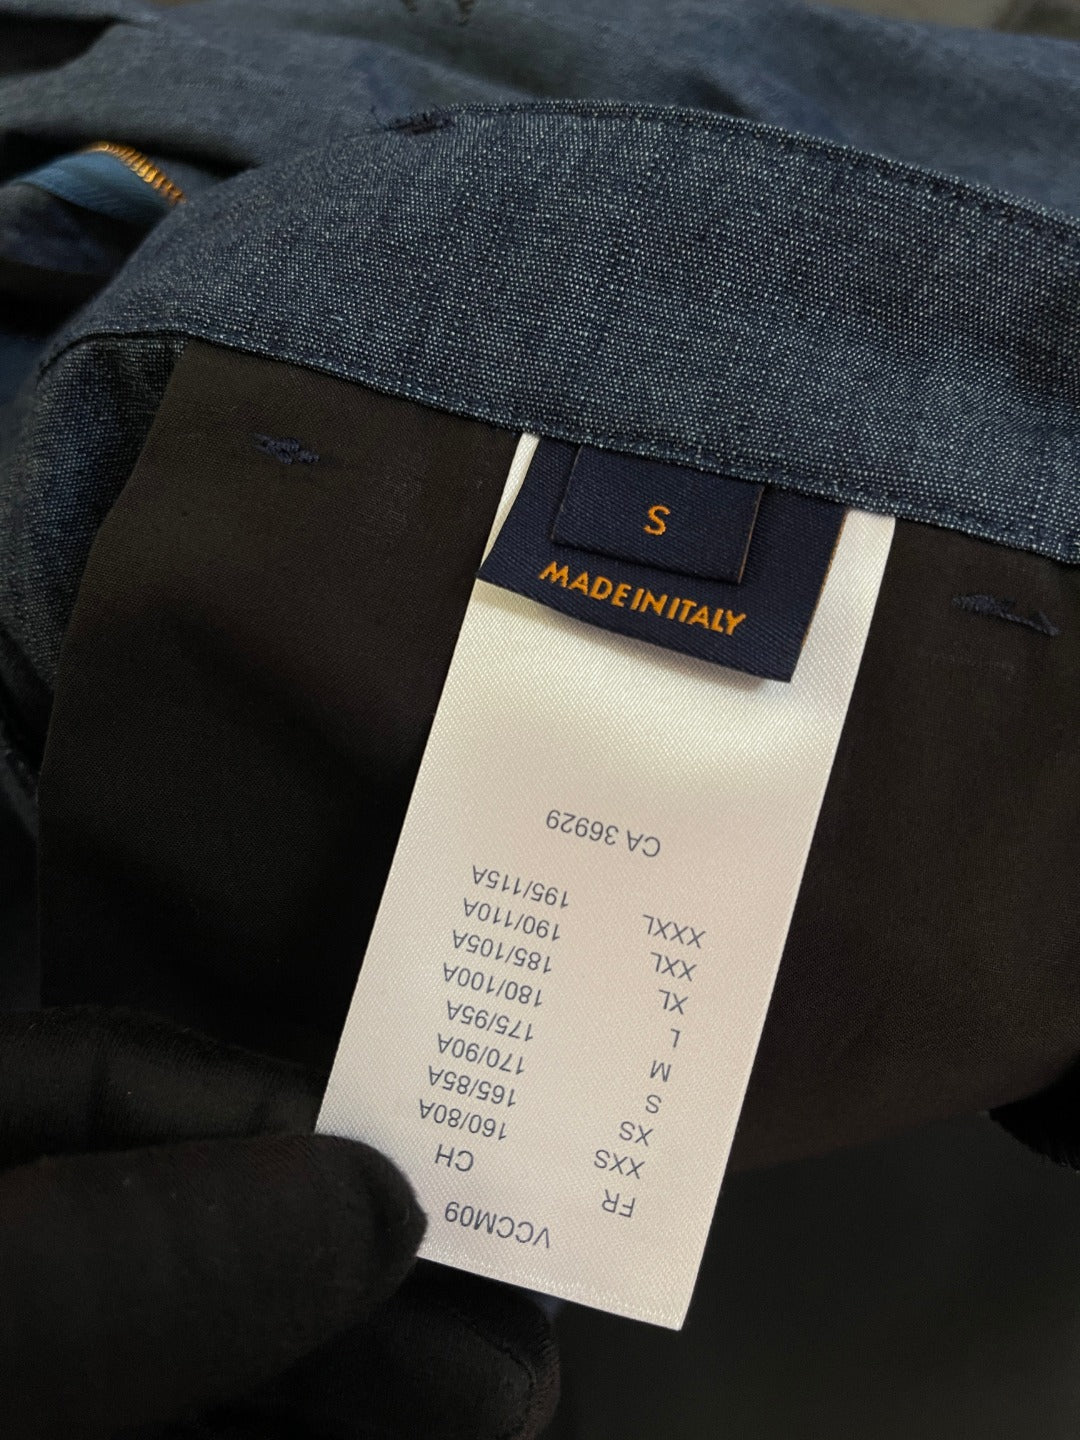 S
MADE IN ITALY
VCCM09
FR CH
XXS 160/80A
XS 165/85A
S 170/90A
M 175/95A
L 180/100A
XL 185/105A
XXL 190/110A
XXXL 195/115A
CA 36929